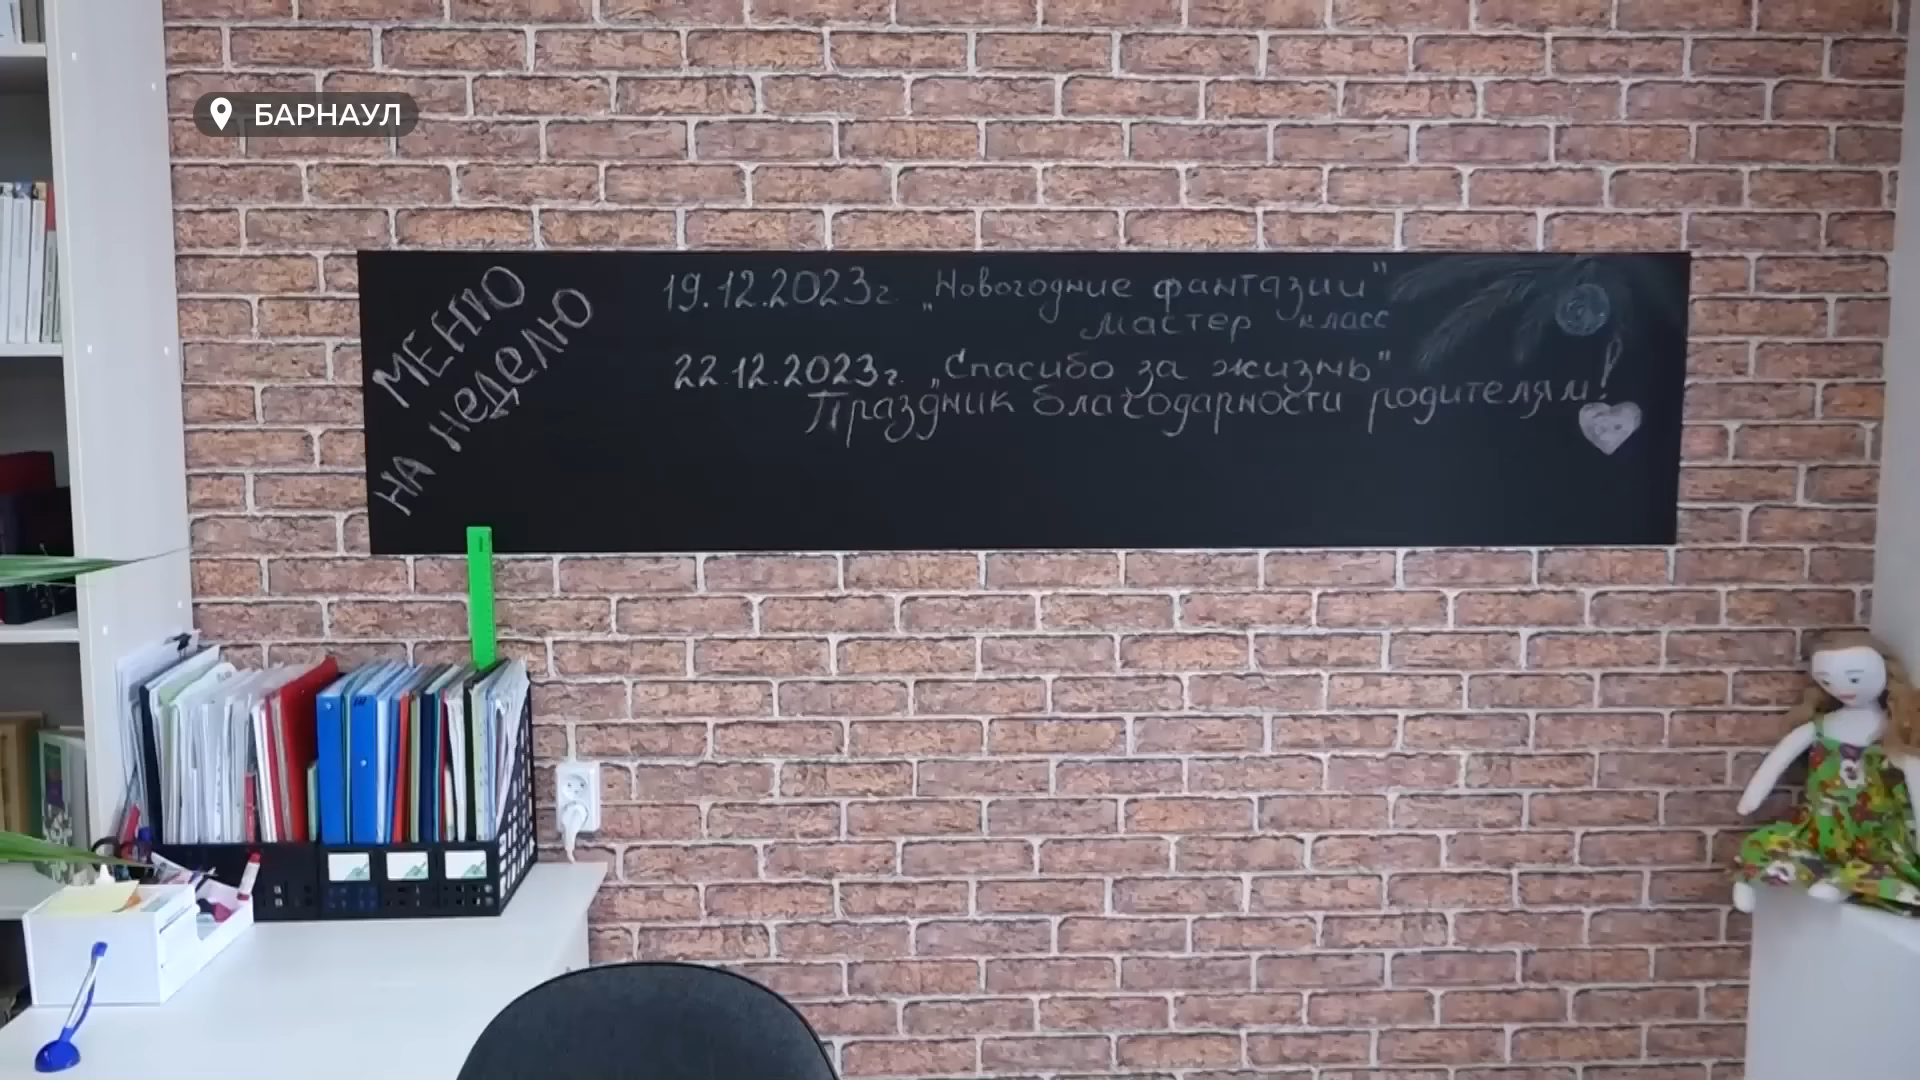 БАРНАУЛ
МЕНЮ
НА НЕДЕЛЮ
19.12.2023г. „Новогодние фантазии"
мастер класс
22.12.2023г. „Спасибо за жизнь"
Праздник благодарности родителям!